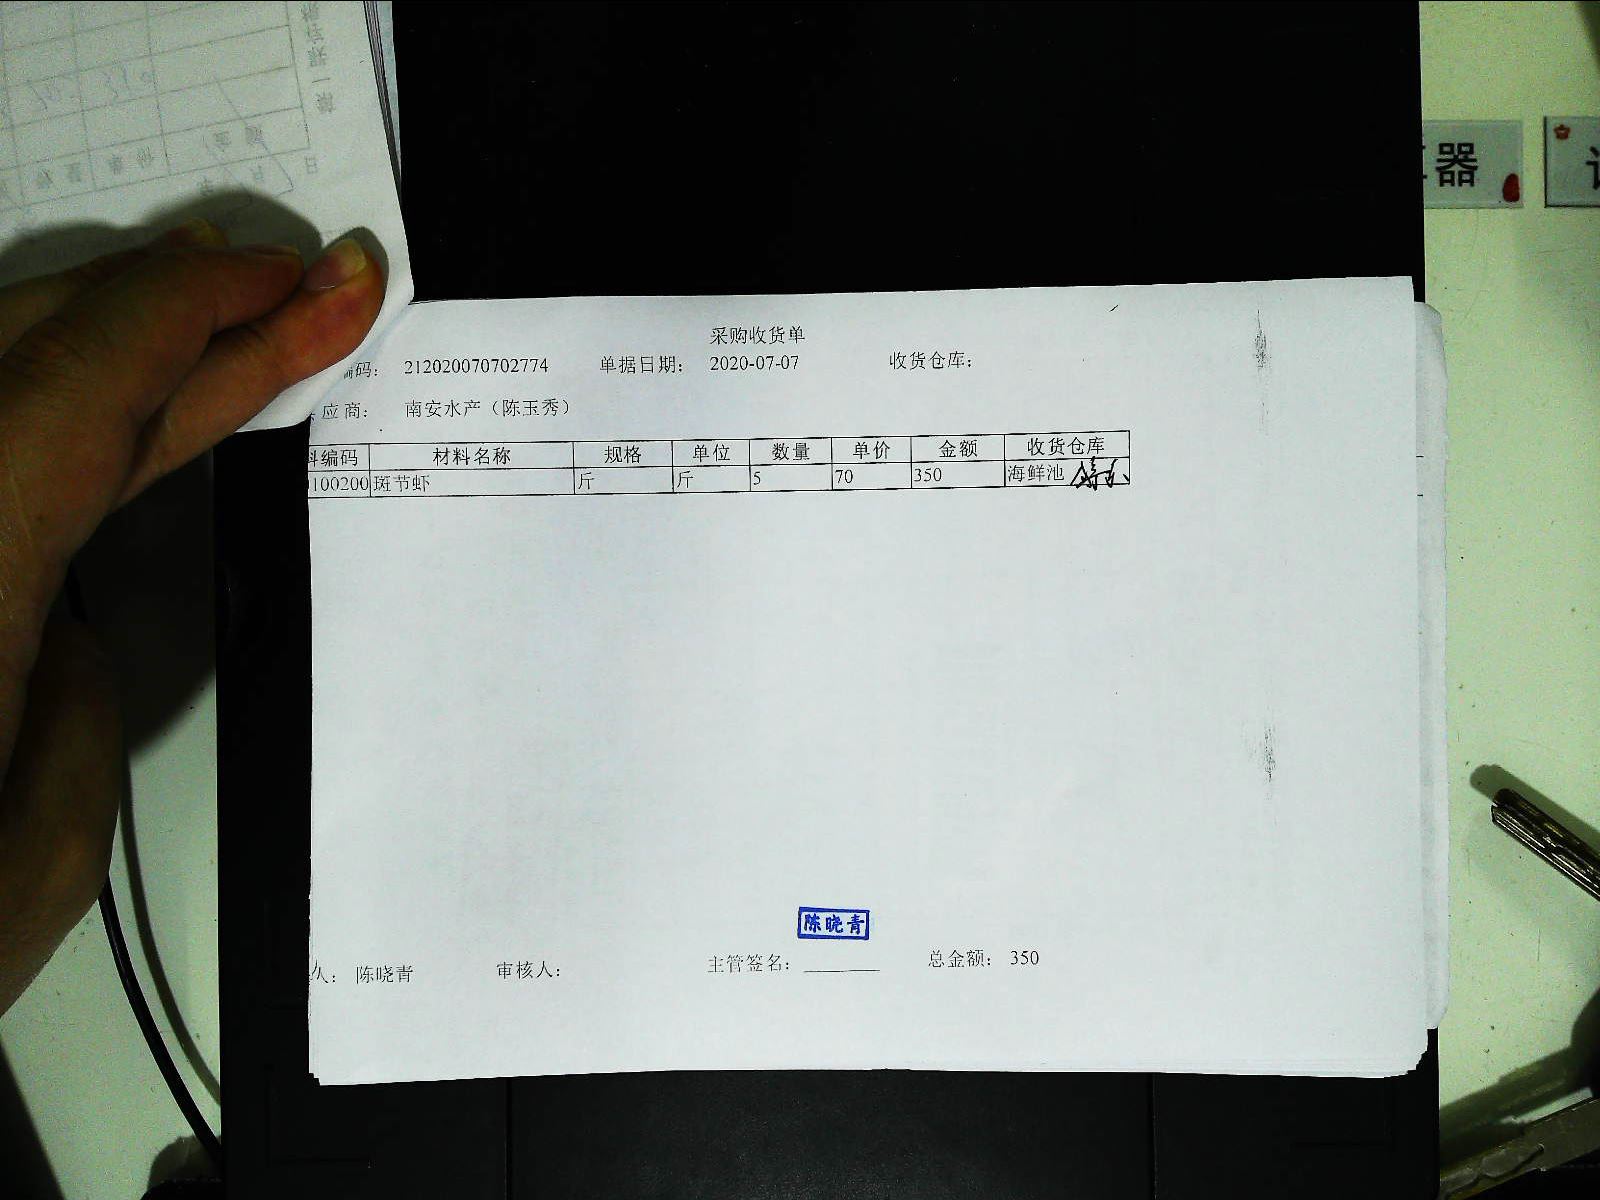 采购收货单
编码： 212020070702774 单据日期： 2020-07-07 收货仓库：
应商： 南安水产（陈玉秀）
料编码 材料名称 规格 单位 数量 单价 金额 收货仓库
100200 斑节虾 斤 斤 5 70 350 海鲜池
陈晓青
人： 陈晓青 审核人： 主管签名： ________ 总金额： 350
器